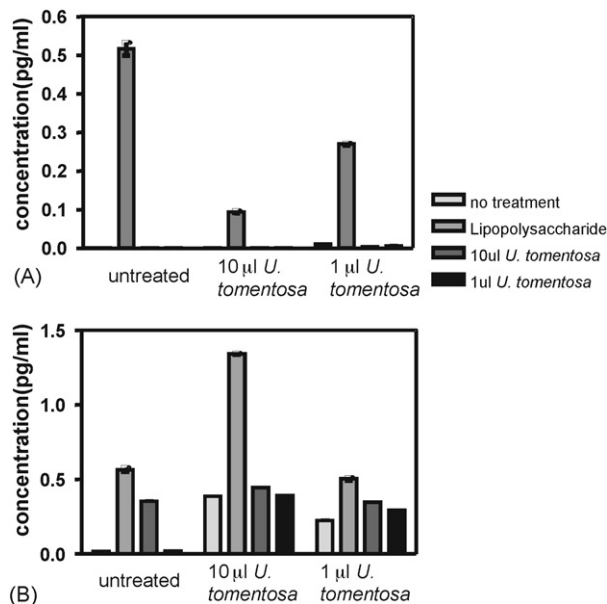 concentration(pg/ml)
0.6
0.5
0.4
0.3
0.2
0.1
0.0
(A)
untreated
10 µl U.
tomentosa
1 µl U.
tomentosa
no treatment
Lipopolysaccharide
10ul U. tomentosa
1ul U. tomentosa
concentration(pg/ml)
1.5
1.0
0.5
0.0
(B)
untreated
10 µl U.
tomentosa
1 µl U.
tomentosa